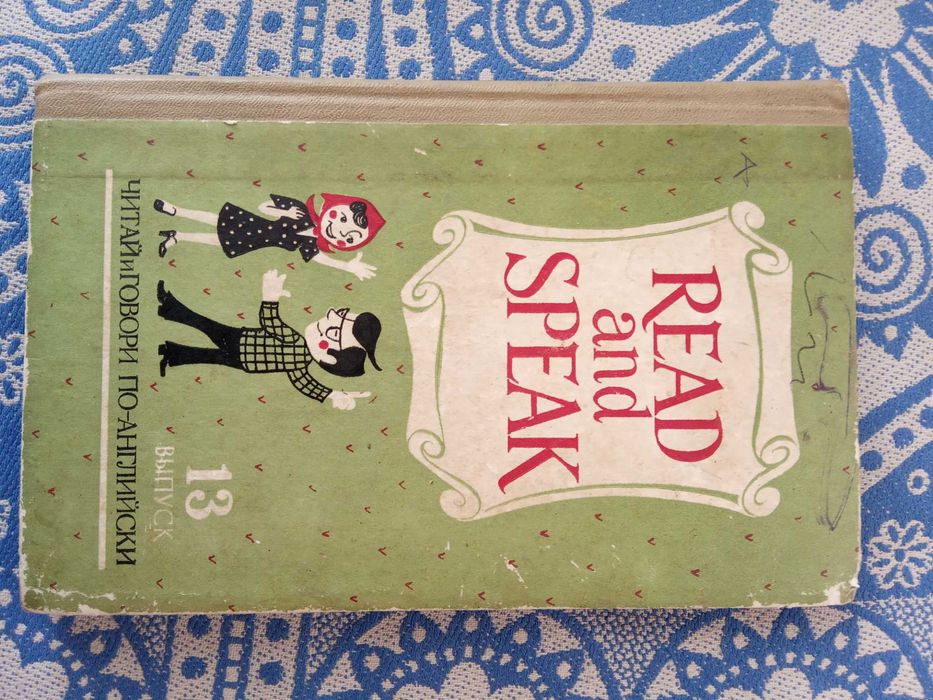 READ
and
SPEAK
13
ВЫПУСК
ЧИТАЙ и ГОВОРИ ПО-АНГЛИЙСКИ